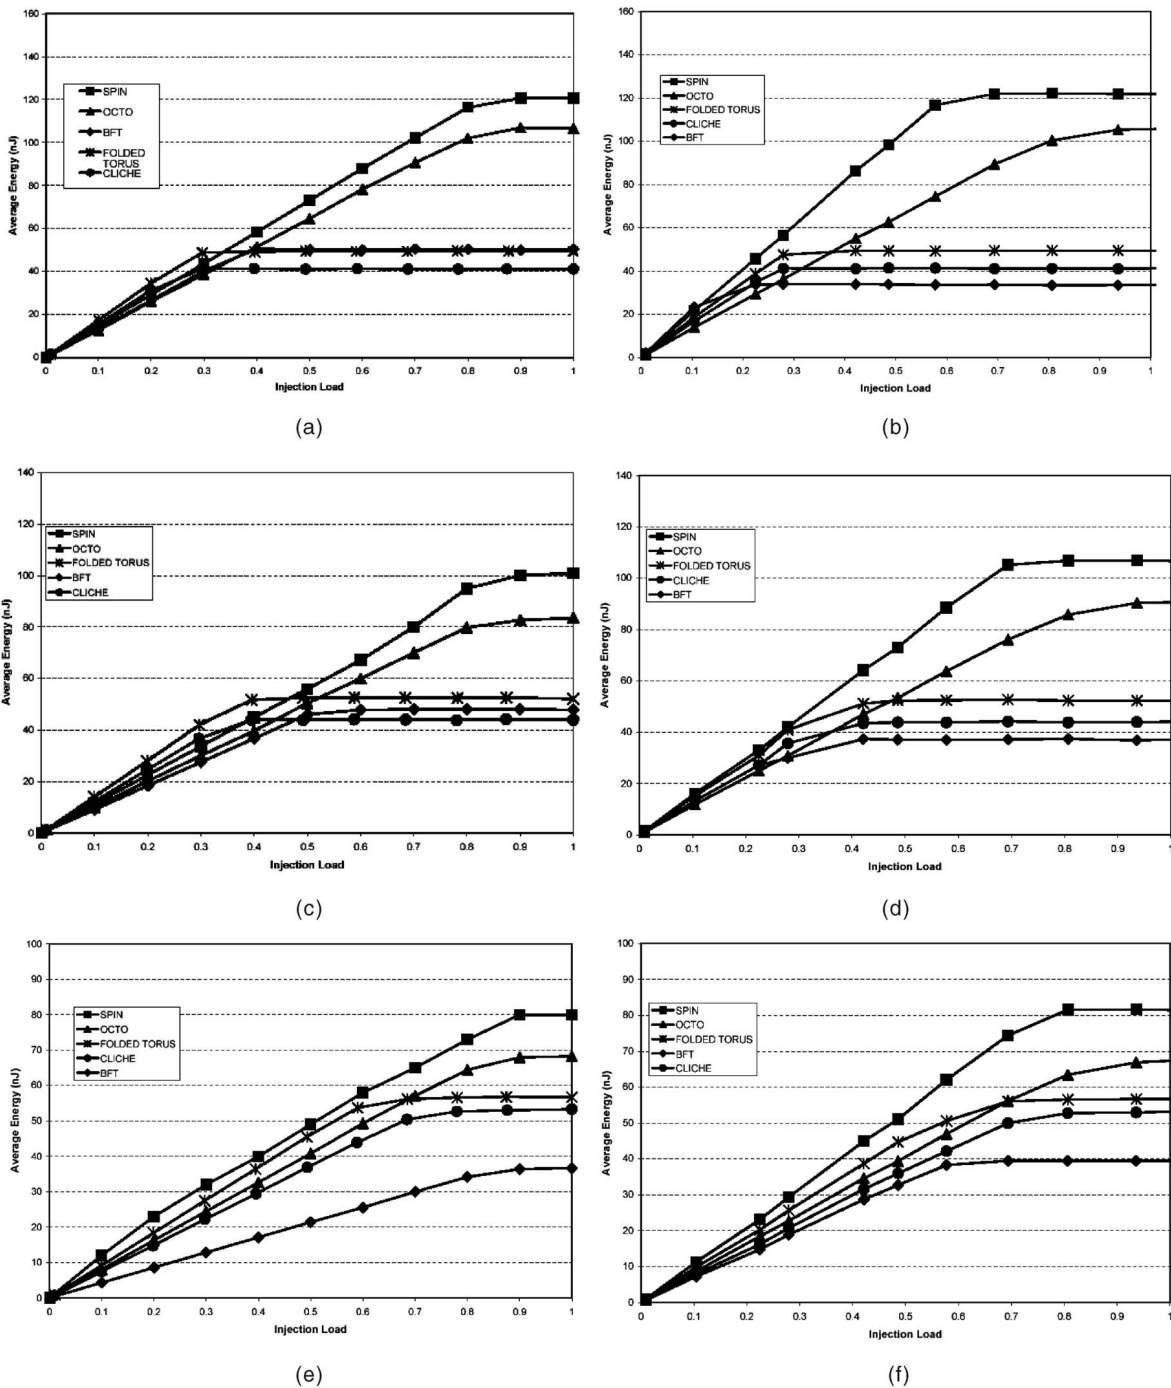 160
140
120
100
80
60
40
20
0
Average Energy (nJ)
SPIN
OCTO
BFT
FOLDED
TORUS
CLICHE
0 0.1 0.2 0.3 0.4 0.5 0.6 0.7 0.8 0.9 1
Injection Load
(a)
160
140
120
100
80
60
40
20
0
Average Energy (nJ)
SPIN
OCTO
FOLDED TORUS
CLICHE
BFT
0 0.1 0.2 0.3 0.4 0.5 0.6 0.7 0.8 0.9 1
Injection Load
(b)
140
120
100
80
60
40
20
0
Average Energy (nJ)
SPIN
OCTO
FOLDED TORUS
BFT
CLICHE
0 0.1 0.2 0.3 0.4 0.5 0.6 0.7 0.8 0.9 1
Injection Load
(c)
140
120
100
80
60
40
20
0
Average Energy (nJ)
SPIN
OCTO
FOLDED TORUS
CLICHE
BFT
0 0.1 0.2 0.3 0.4 0.5 0.6 0.7 0.8 0.9 1
Injection Load
(d)
100
90
80
70
60
50
40
30
20
10
0
Average Energy (nJ)
SPIN
OCTO
FOLDED TORUS
CLICHE
BFT
0 0.1 0.2 0.3 0.4 0.5 0.6 0.7 0.8 0.9 1
Injection Load
(e)
100
90
80
70
60
50
40
30
20
10
0
Average Energy (nJ)
SPIN
OCTO
FOLDED TORUS
BFT
CLICHE
0 0.1 0.2 0.3 0.4 0.5 0.6 0.7 0.8 0.9 1
Injection Load
(f)